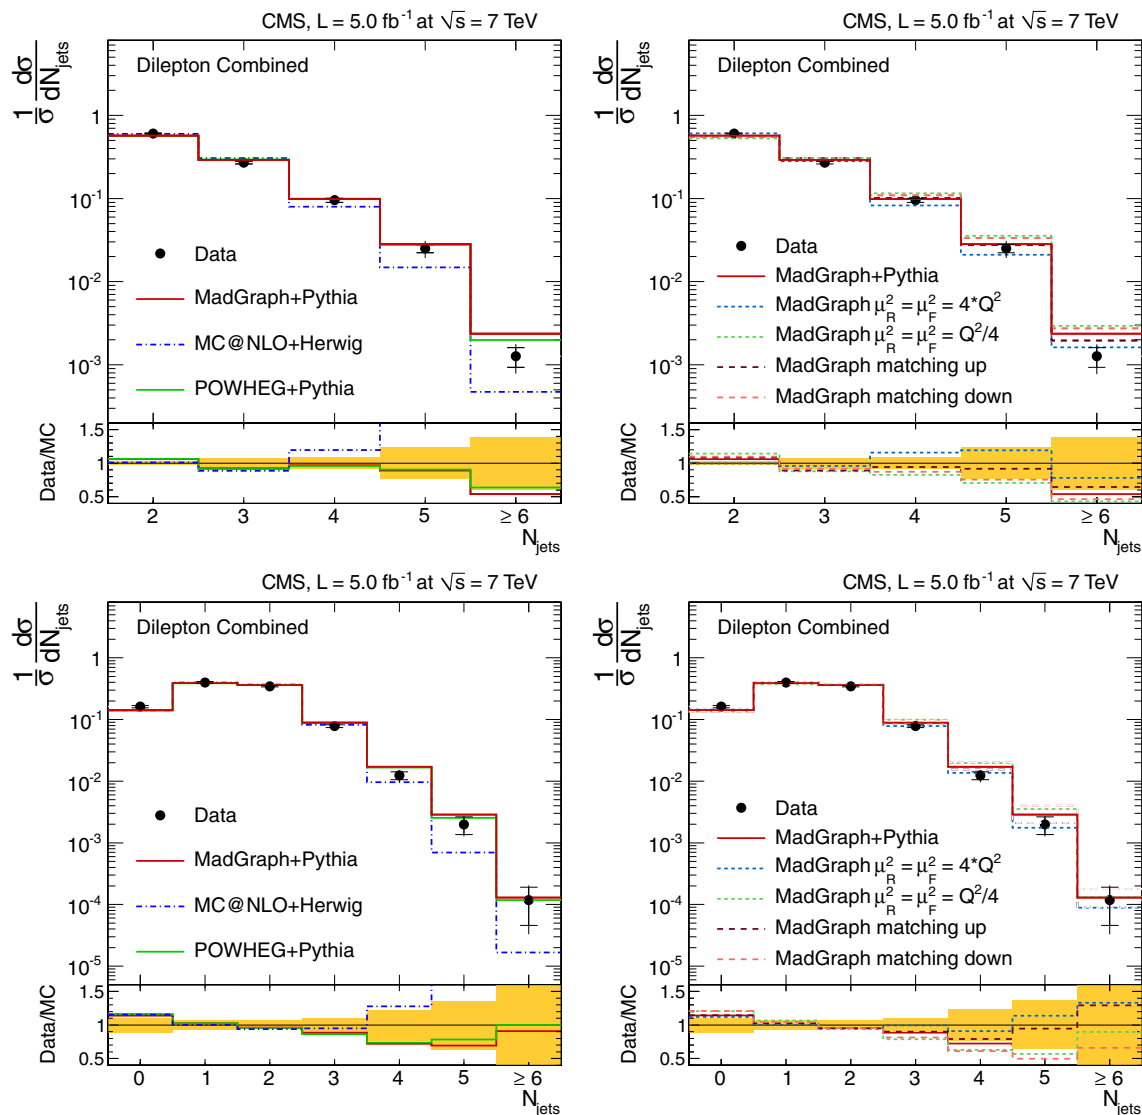 CMS, L = 5.0 fb⁻¹ at √s = 7 TeV
1/σ dσ/dN_jets
Dilepton Combined
1
10⁻¹
10⁻²
10⁻³
Data
MadGraph+Pythia
MC@NLO+Herwig
POWHEG+Pythia
Data/MC
1.5
1
0.5
2 3 4 5 ≥ 6
N_jets
CMS, L = 5.0 fb⁻¹ at √s = 7 TeV
1/σ dσ/dN_jets
Dilepton Combined
1
10⁻¹
10⁻²
10⁻³
Data
MadGraph+Pythia
MadGraph μ_R² = μ_F² = 4*Q²
MadGraph μ_R² = μ_F² = Q²/4
MadGraph matching up
MadGraph matching down
Data/MC
1.5
1
0.5
2 3 4 5 ≥ 6
N_jets
CMS, L = 5.0 fb⁻¹ at √s = 7 TeV
1/σ dσ/dN_jets
Dilepton Combined
1
10⁻¹
10⁻²
10⁻³
10⁻⁴
10⁻⁵
Data
MadGraph+Pythia
MC@NLO+Herwig
POWHEG+Pythia
Data/MC
1.5
1
0.5
0 1 2 3 4 5 ≥ 6
N_jets
CMS, L = 5.0 fb⁻¹ at √s = 7 TeV
1/σ dσ/dN_jets
Dilepton Combined
1
10⁻¹
10⁻²
10⁻³
10⁻⁴
10⁻⁵
Data
MadGraph+Pythia
MadGraph μ_R² = μ_F² = 4*Q²
MadGraph μ_R² = μ_F² = Q²/4
MadGraph matching up
MadGraph matching down
Data/MC
1.5
1
0.5
0 1 2 3 4 5 ≥ 6
N_jets